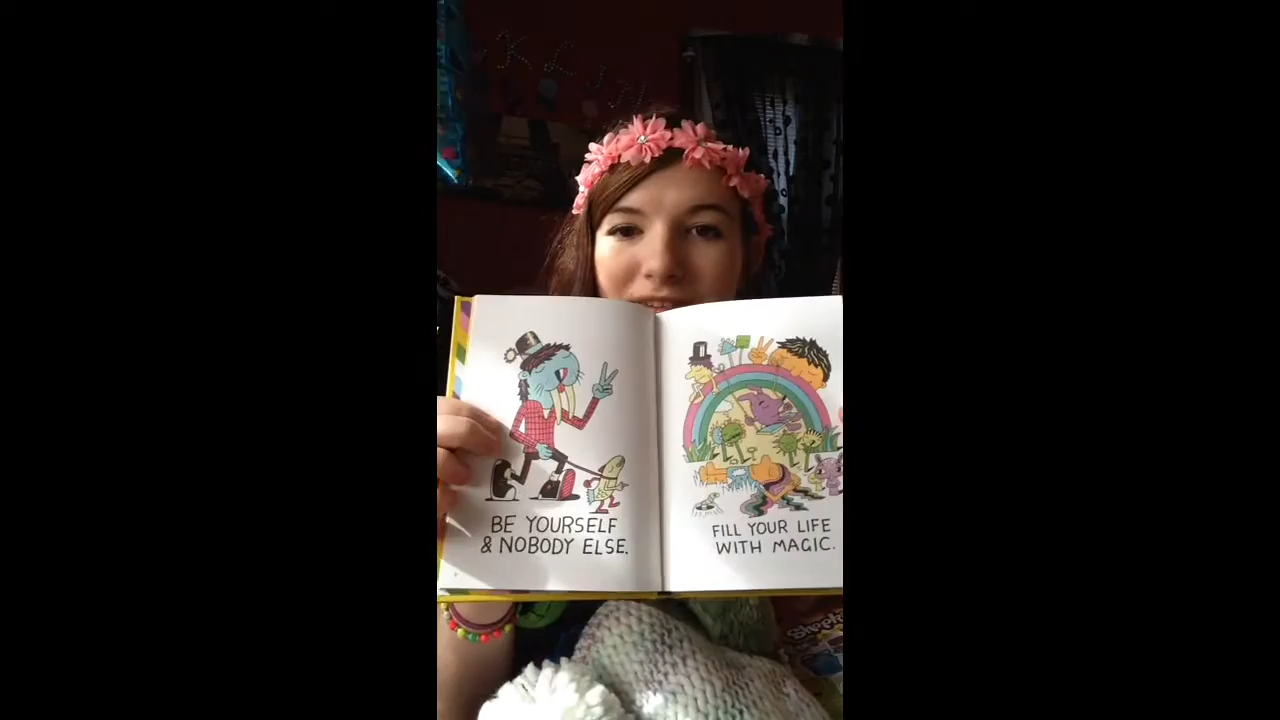 BE YOURSELF
& NOBODY ELSE.
FILL YOUR LIFE
WITH MAGIC.